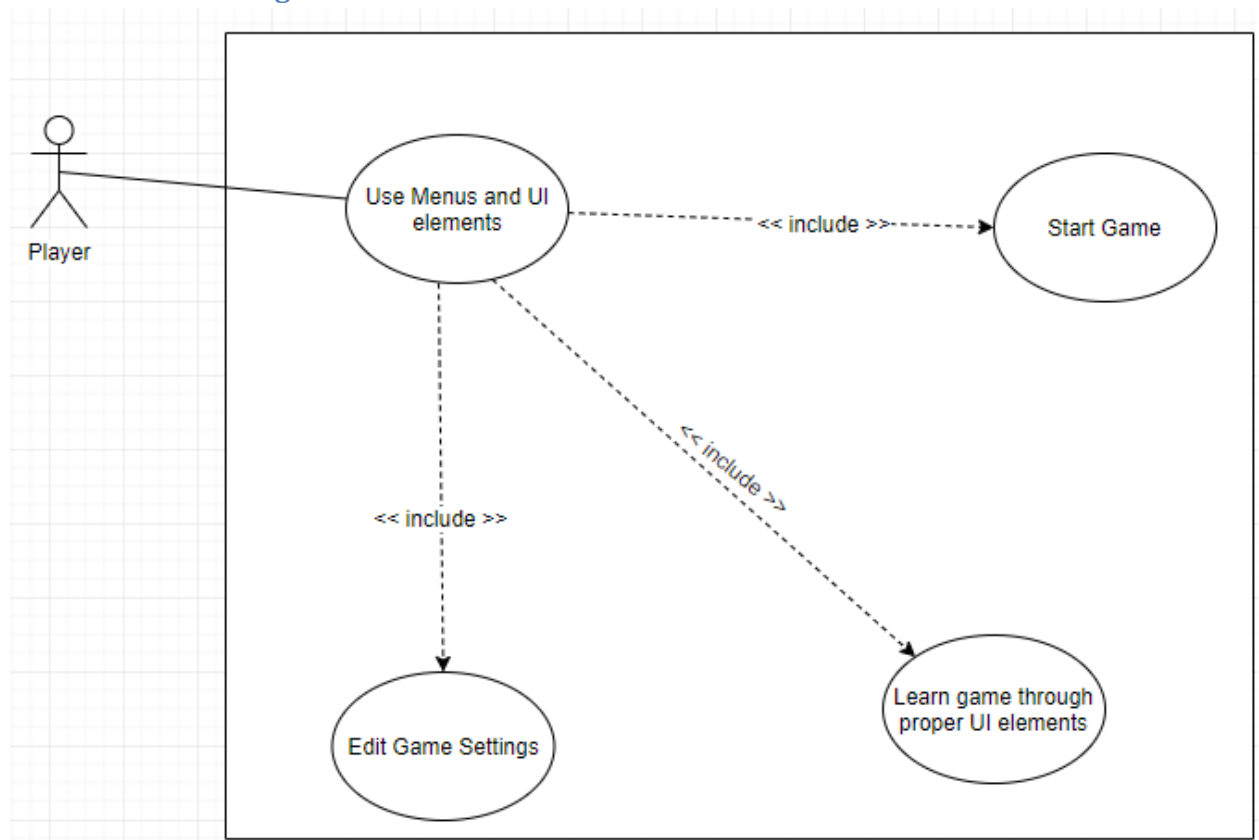 Use Menus and UI
elements
<< include >>
Start Game
Player
<< include >>
<< include >>
Learn game through
proper UI elements
Edit Game Settings